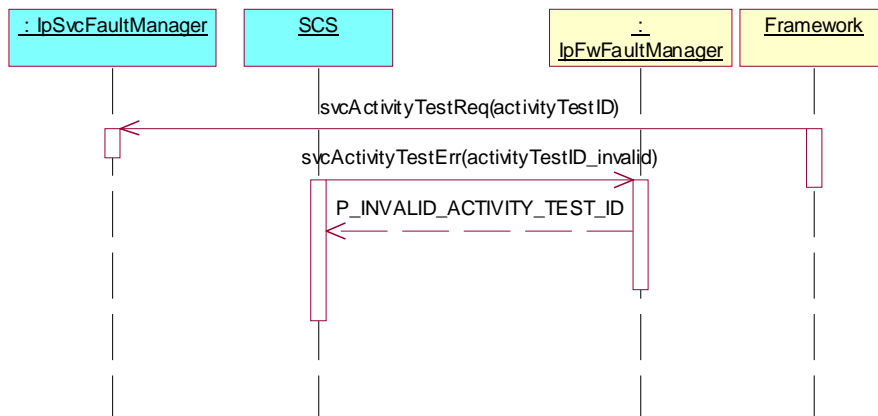 : IpSvcFaultManager
SCS
:
IpFwFaultManager
Framework
svcActivityTestReq(activityTestID)
svcActivityTestErr(activityTestID_invalid)
P_INVALID_ACTIVITY_TEST_ID